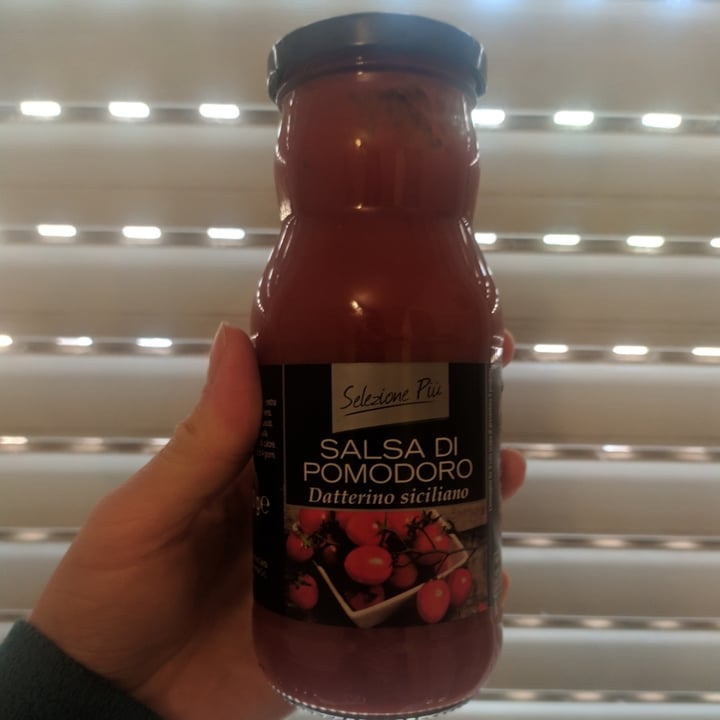 Selezione Più
SALSA DI
POMODORO
Datterino siciliano